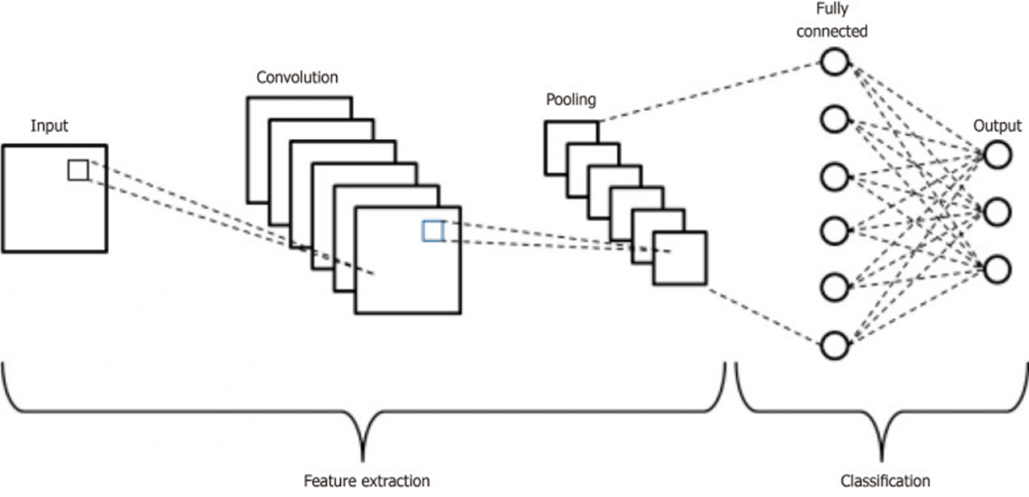 Input
Convolution
Pooling
Fully
connected
Output
Feature extraction
Classification